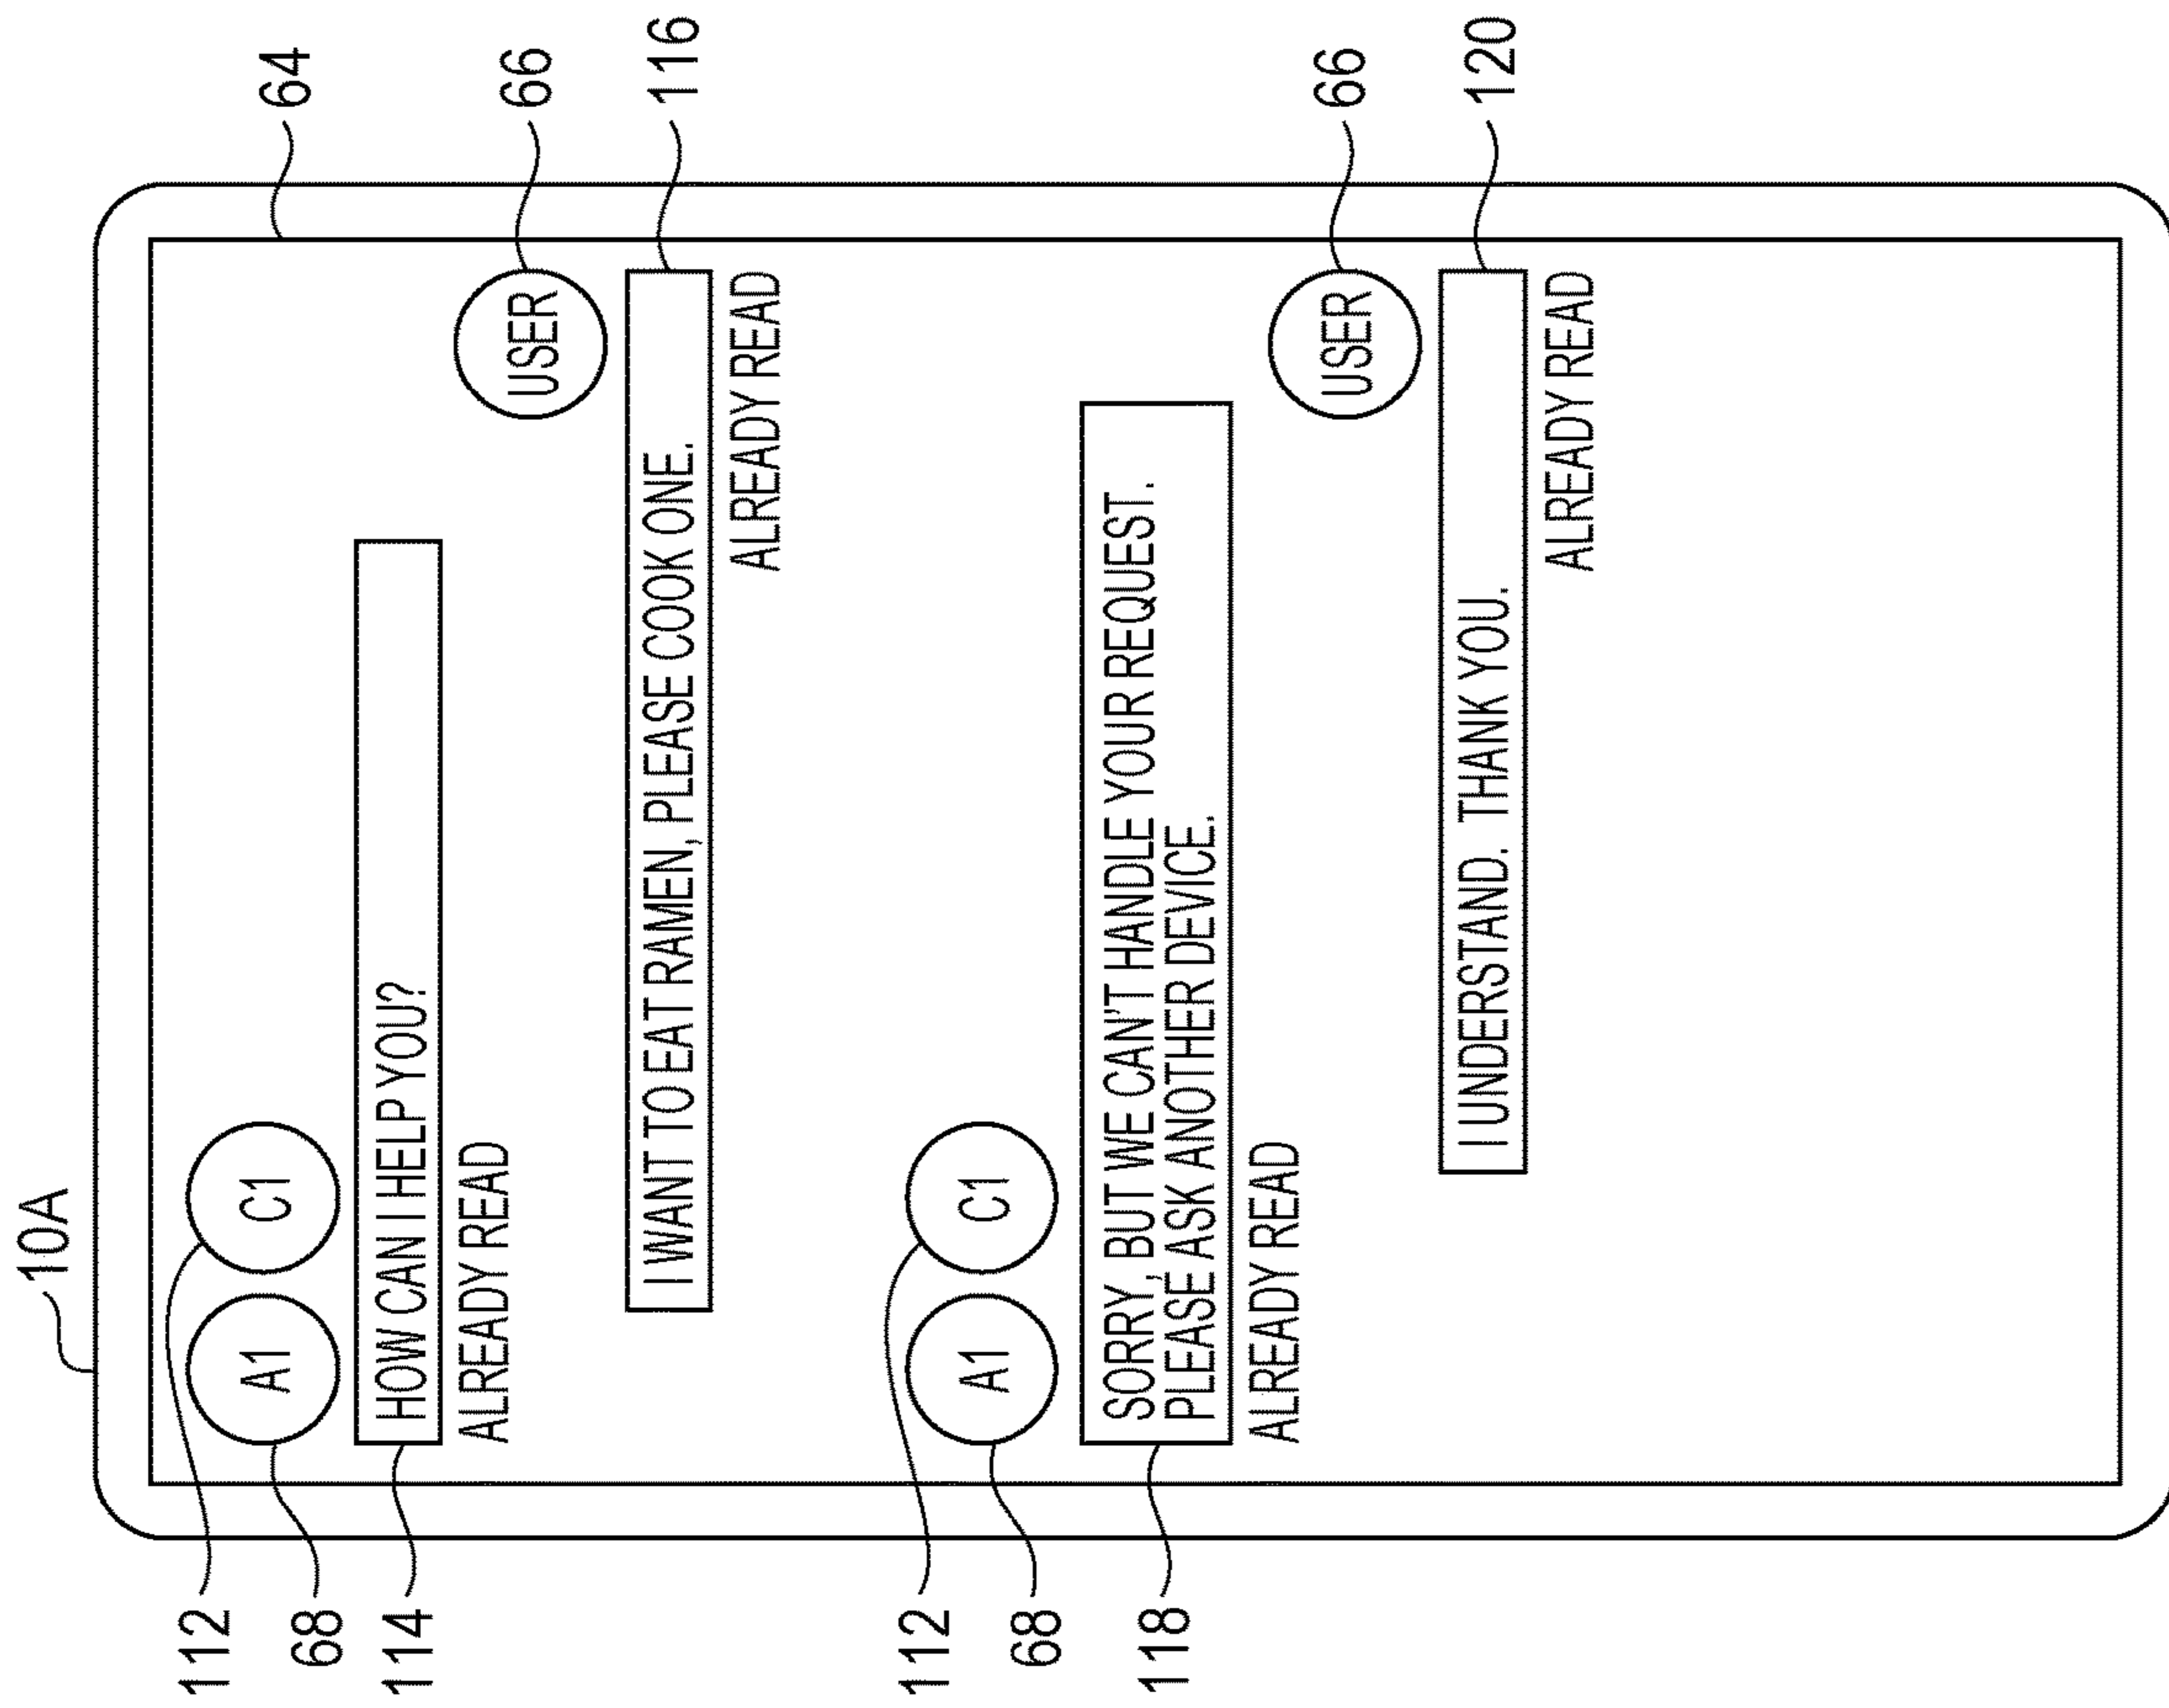 10A
64
112
68
A1
C1
114
HOW CAN I HELP YOU?
ALREADY READ
66
USER
116
I WANT TO EAT RAMEN, PLEASE COOK ONE.
ALREADY READ
112
68
A1
C1
118
SORRY, BUT WE CAN'T HANDLE YOUR REQUEST.
PLEASE ASK ANOTHER DEVICE.
ALREADY READ
66
USER
120
I UNDERSTAND. THANK YOU.
ALREADY READ